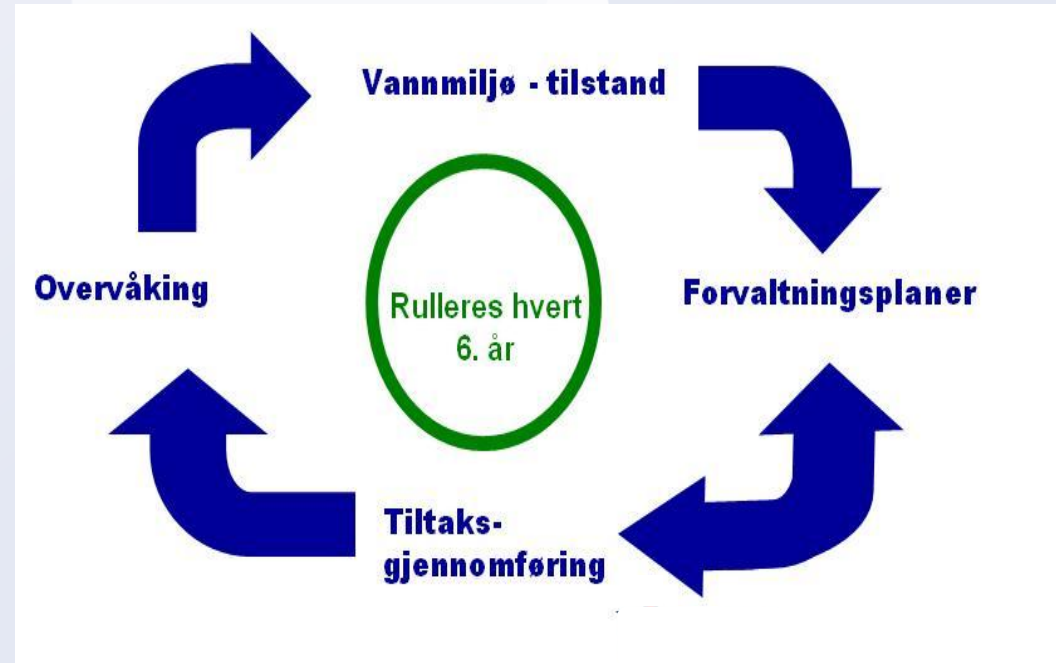 Vannmiljø - tilstand
Overvåking
Forvaltningsplaner
Rulleres hvert
6. år
Tiltaks-
gjennomføring